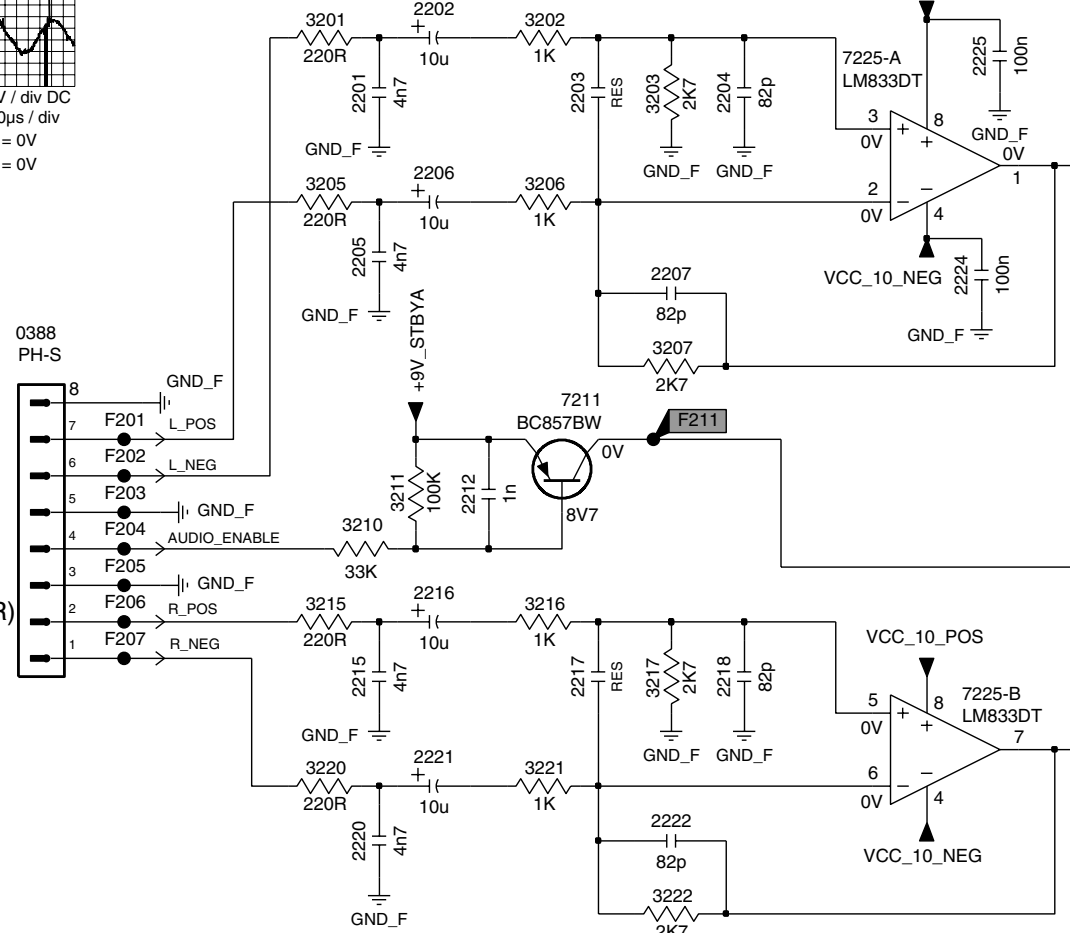 V / div DC
0µs / div
= 0V
= 0V
3201
220R
2202
+
10u
3202
1K
2201
4n7
GND_F
2203
RES
3203
2K7
2204
82p
GND_F
GND_F
7225-A
LM833DT
3
0V
+
8
+
2225
100n
GND_F
0V
1
3205
220R
2206
+
10u
3206
1K
2
0V
−
−
4
2205
4n7
GND_F
VCC_10_NEG
2224
100n
GND_F
2207
82p
3207
2K7
+9V_STBYA
0388
PH-S
8
GND_F
7
F201
L_POS
6
F202
L_NEG
5
F203
GND_F
4
F204
AUDIO_ENABLE
3
F205
GND_F
2
F206
R_POS
1
F207
R_NEG
R)
7211
BC857BW
0V
F211
8V7
3211
100K
2212
1n
3210
33K
3215
220R
2216
+
10u
3216
1K
2215
4n7
GND_F
2217
RES
3217
2K7
2218
82p
GND_F
GND_F
VCC_10_POS
7225-B
LM833DT
5
0V
+
8
+
7
3220
220R
2221
+
10u
3221
1K
6
0V
−
−
4
VCC_10_NEG
2220
4n7
GND_F
2222
82p
3222
2K7